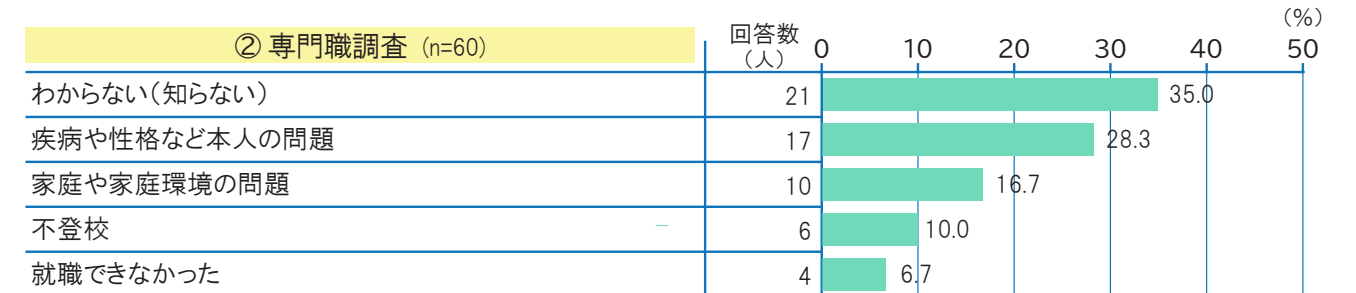 (%)
② 専門職調査 (n=60) 回答数(人) 0 10 20 30 40 50
わからない(知らない) 21 35.0
疾病や性格など本人の問題 17 28.3
家庭や家庭環境の問題 10 16.7
不登校 6 10.0
就職できなかった 4 6.7